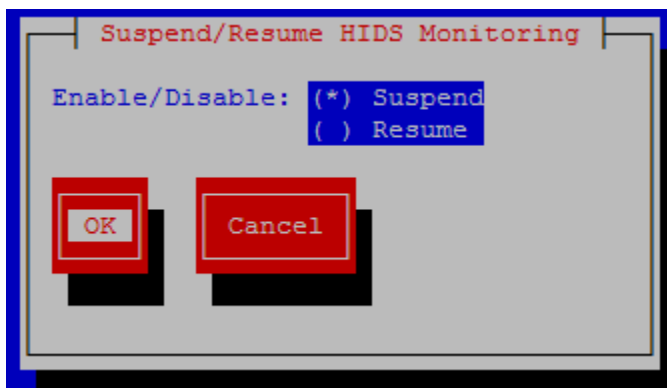 Suspend/Resume HIDS Monitoring
Enable/Disable: (*) Suspend
( ) Resume
OK Cancel